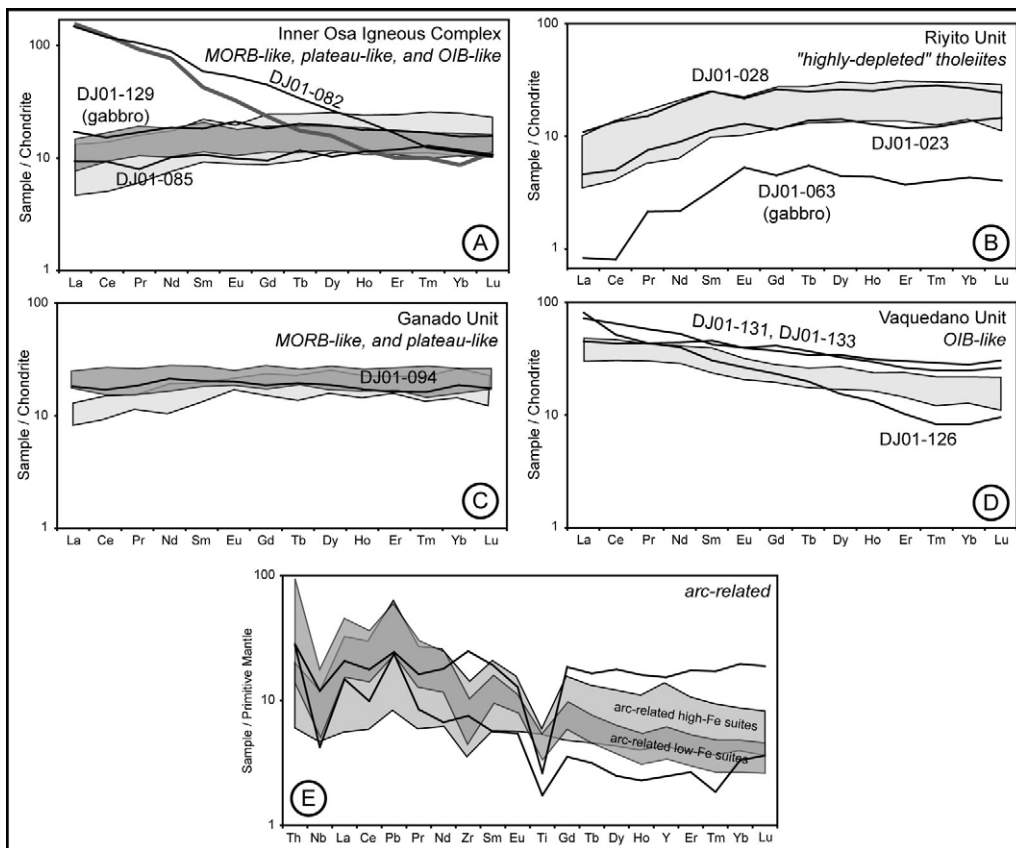 Inner Osa Igneous Complex
MORB-like, plateau-like, and OIB-like
100
10
1
Sample / Chondrite
DJ01-082
DJ01-129
(gabbro)
DJ01-085
A
La Ce Pr Nd Sm Eu Gd Tb Dy Ho Er Tm Yb Lu
Riyito Unit
"highly-depleted" tholeiites
100
10
1
Sample / Chondrite
DJ01-028
DJ01-023
DJ01-063
(gabbro)
B
La Ce Pr Nd Sm Eu Gd Tb Dy Ho Er Tm Yb Lu
Ganado Unit
MORB-like, and plateau-like
100
10
1
Sample / Chondrite
DJ01-094
C
La Ce Pr Nd Sm Eu Gd Tb Dy Ho Er Tm Yb Lu
Vaquedano Unit
OIB-like
100
10
1
Sample / Chondrite
DJ01-131, DJ01-133
DJ01-126
D
La Ce Pr Nd Sm Eu Gd Tb Dy Ho Er Tm Yb Lu
arc-related
100
10
1
Sample / Primitive Mantle
arc-related high-Fe suites
arc-related low-Fe suites
E
Th Nb La Ce Pb Pr Nd Zr Sm Eu Ti Gd Tb Dy Ho Y Er Tm Yb Lu